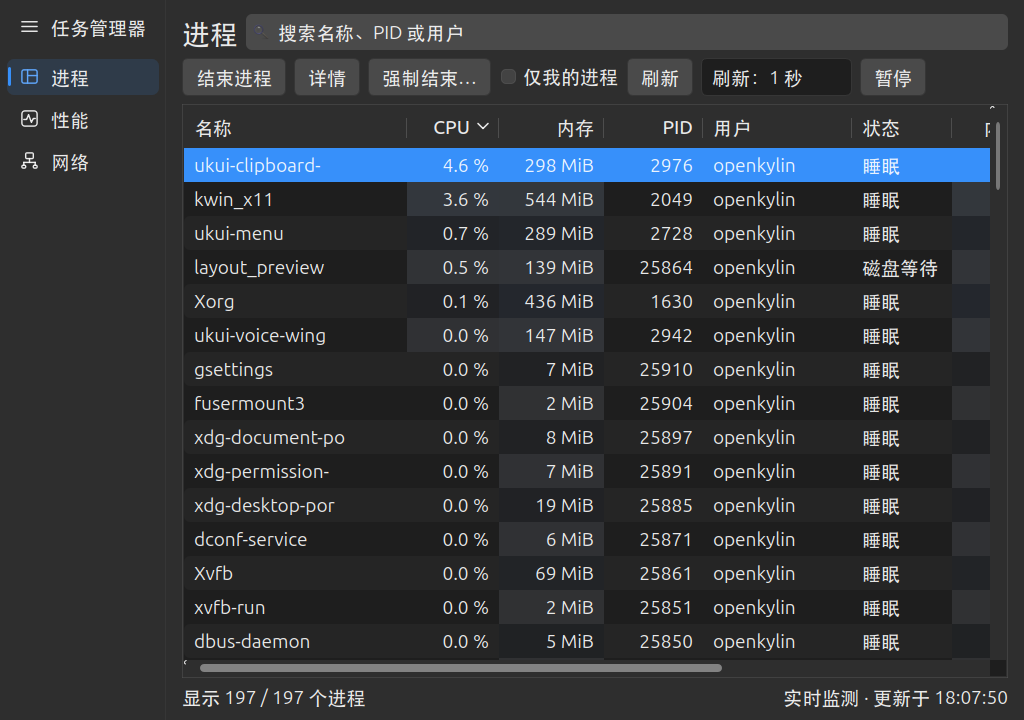 任务管理器
进程
性能
网络
进程
搜索名称、PID 或用户
结束进程 详情 强制结束... 仅我的进程 刷新 刷新：1 秒 暂停
名称 CPU 内存 PID 用户 状态
ukui-clipboard- 4.6 % 298 MiB 2976 openkylin 睡眠
kwin_x11 3.6 % 544 MiB 2049 openkylin 睡眠
ukui-menu 0.7 % 289 MiB 2728 openkylin 睡眠
layout_preview 0.5 % 139 MiB 25864 openkylin 磁盘等待
Xorg 0.1 % 436 MiB 1630 openkylin 睡眠
ukui-voice-wing 0.0 % 147 MiB 2942 openkylin 睡眠
gsettings 0.0 % 7 MiB 25910 openkylin 睡眠
fusermount3 0.0 % 2 MiB 25904 openkylin 睡眠
xdg-document-po 0.0 % 8 MiB 25897 openkylin 睡眠
xdg-permission- 0.0 % 7 MiB 25891 openkylin 睡眠
xdg-desktop-por 0.0 % 19 MiB 25885 openkylin 睡眠
dconf-service 0.0 % 6 MiB 25871 openkylin 睡眠
Xvfb 0.0 % 69 MiB 25861 openkylin 睡眠
xvfb-run 0.0 % 2 MiB 25851 openkylin 睡眠
dbus-daemon 0.0 % 5 MiB 25850 openkylin 睡眠
显示 197 / 197 个进程
实时监测 · 更新于 18:07:50